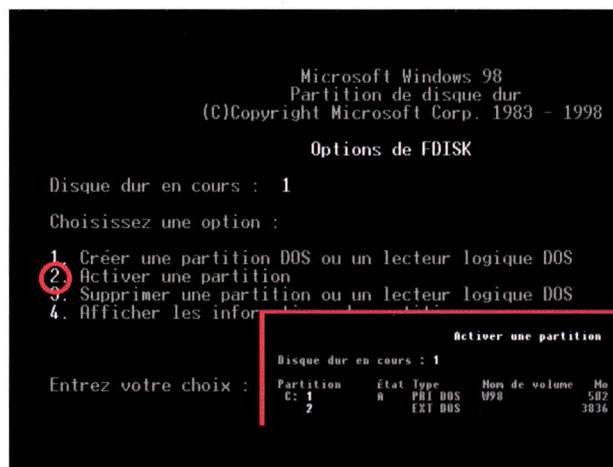 Microsoft Windows 98
Partition de disque dur
(C)Copyright Microsoft Corp. 1983 - 1998
Options de FDISK
Disque dur en cours : 1
Choisissez une option :
1. Créer une partition DOS ou un lecteur logique DOS
2. Activer une partition
3. Supprimer une partition ou un lecteur logique DOS
4. Afficher les
Entrez votre choix :
Activer une partition
Disque dur en cours : 1
Partition État Type Nom de volume Mo
C: 1 A PRI DOS W98 502
2 EXT DOS 3836